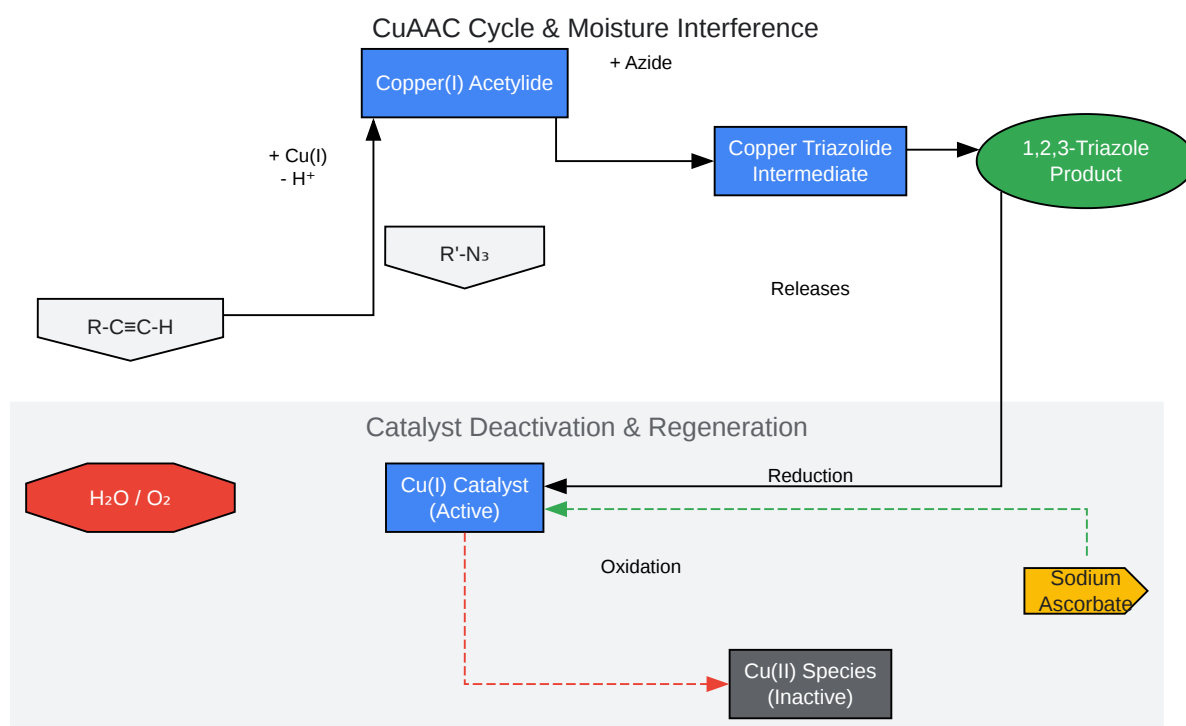 CuAAC Cycle & Moisture Interference
Copper(I) Acetylide
+ Azide
+ Cu(I)
- H⁺
Copper Triazolide
Intermediate
1,2,3-Triazole
Product
R'-N₃
Releases
R-C≡C-H
Catalyst Deactivation & Regeneration
H₂O / O₂
Cu(I) Catalyst
(Active)
Reduction
Oxidation
Sodium
Ascorbate
Cu(II) Species
(Inactive)